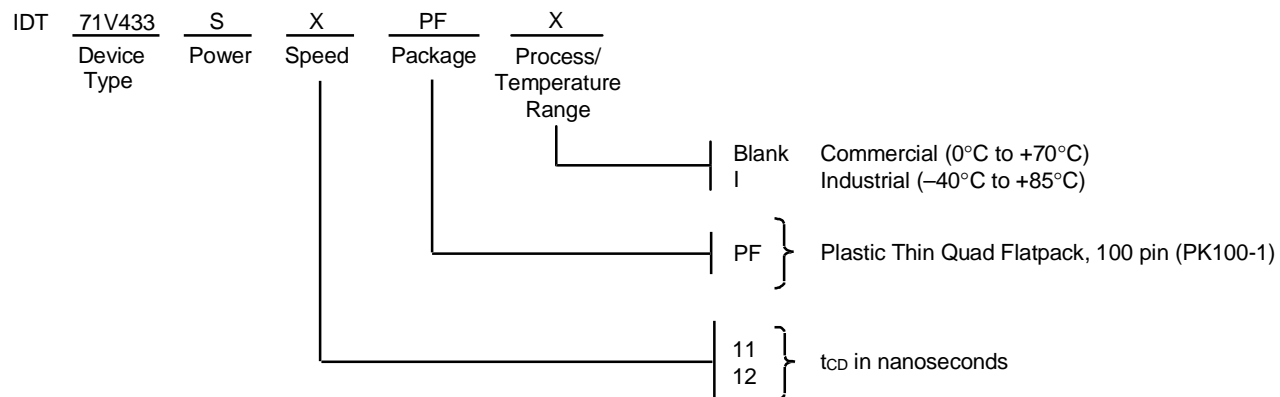 IDT 71V433 S X PF X
Device Type Power Speed Package Process/ Temperature Range
Blank Commercial (0°C to +70°C)
I Industrial (–40°C to +85°C)
PF Plastic Thin Quad Flatpack, 100 pin (PK100-1)
11
12
tCD in nanoseconds